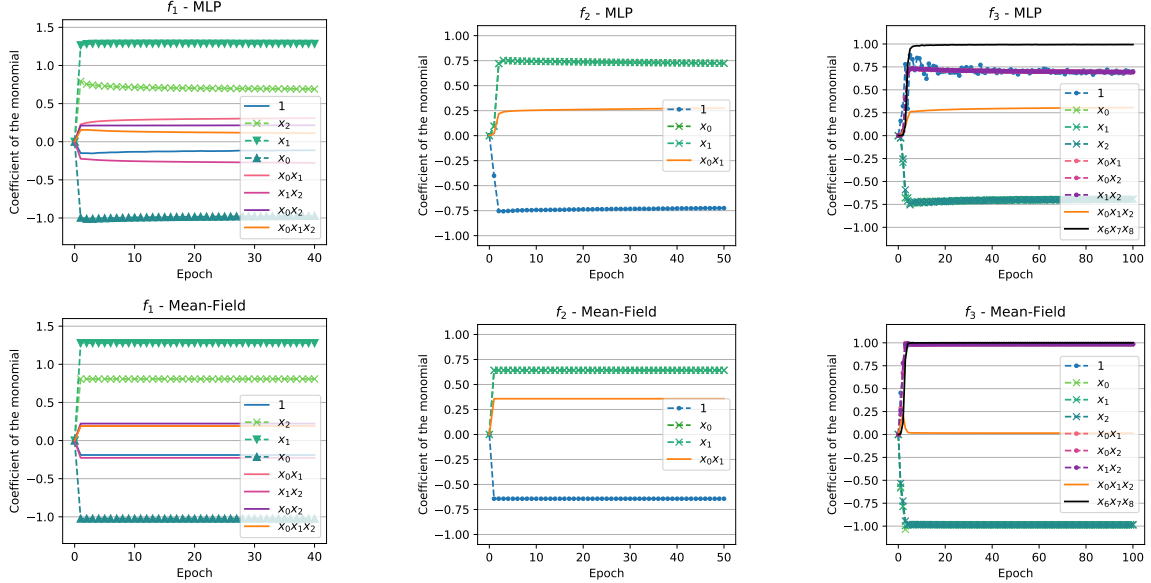 f₁ - MLP
Coefficient of the monomial
1.5
1.0
0.5
0.0
−0.5
−1.0
1
x₂
x₁
x₀
x₀x₁
x₁x₂
x₀x₂
x₀x₁x₂
0 10 20 30 40
Epoch
f₂ - MLP
Coefficient of the monomial
1.00
0.75
0.50
0.25
0.00
−0.25
−0.50
−0.75
−1.00
1
x₀
x₁
x₀x₁
0 10 20 30 40 50
Epoch
f₃ - MLP
Coefficient of the monomial
1.00
0.75
0.50
0.25
0.00
−0.25
−0.50
−0.75
−1.00
1
x₀
x₁
x₂
x₀x₁
x₀x₂
x₁x₂
x₀x₁x₂
x₆x₇x₈
0 20 40 60 80 100
Epoch
f₁ - Mean-Field
Coefficient of the monomial
1.5
1.0
0.5
0.0
−0.5
−1.0
1
x₂
x₁
x₀
x₀x₁
x₁x₂
x₀x₂
x₀x₁x₂
0 10 20 30 40
Epoch
f₂ - Mean-Field
Coefficient of the monomial
1.00
0.75
0.50
0.25
0.00
−0.25
−0.50
−0.75
−1.00
1
x₀
x₁
x₀x₁
0 10 20 30 40 50
Epoch
f₃ - Mean-Field
Coefficient of the monomial
1.00
0.75
0.50
0.25
0.00
−0.25
−0.50
−0.75
−1.00
1
x₀
x₁
x₂
x₀x₁
x₀x₂
x₁x₂
x₀x₁x₂
x₆x₇x₈
0 20 40 60 80 100
Epoch